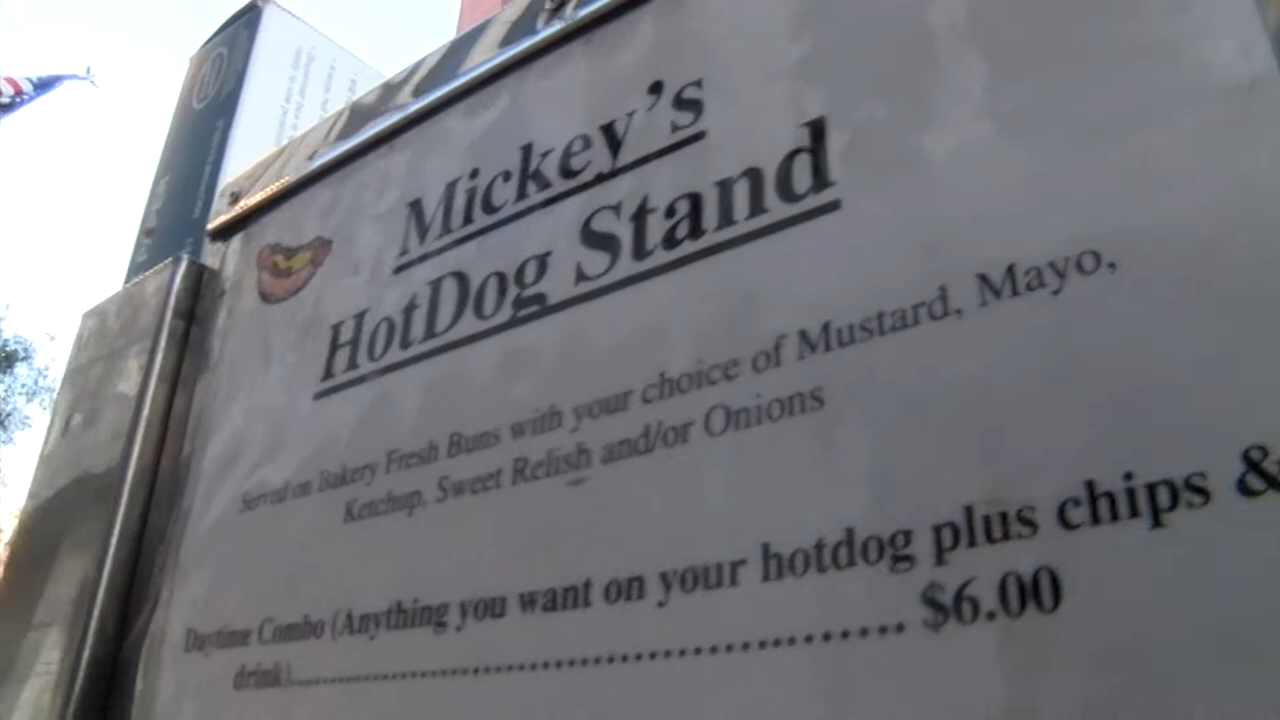 Mickey's
HotDog Stand
Served on Bakery Fresh Buns with your choice of Mustard, Mayo,
Ketchup, Sweet Relish and/or Onions
Daytime Combo (Anything you want on your hotdog plus chips &
drink)................................................ $6.00